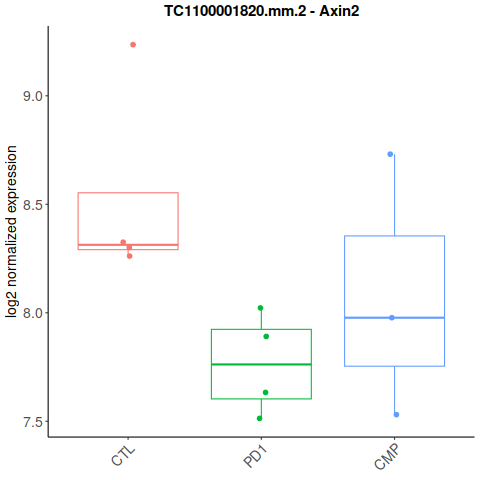 TC1100001820.mm.2 - Axin2
log2 normalized expression
9.0
8.5
8.0
7.5
CTL
PD1
CMP